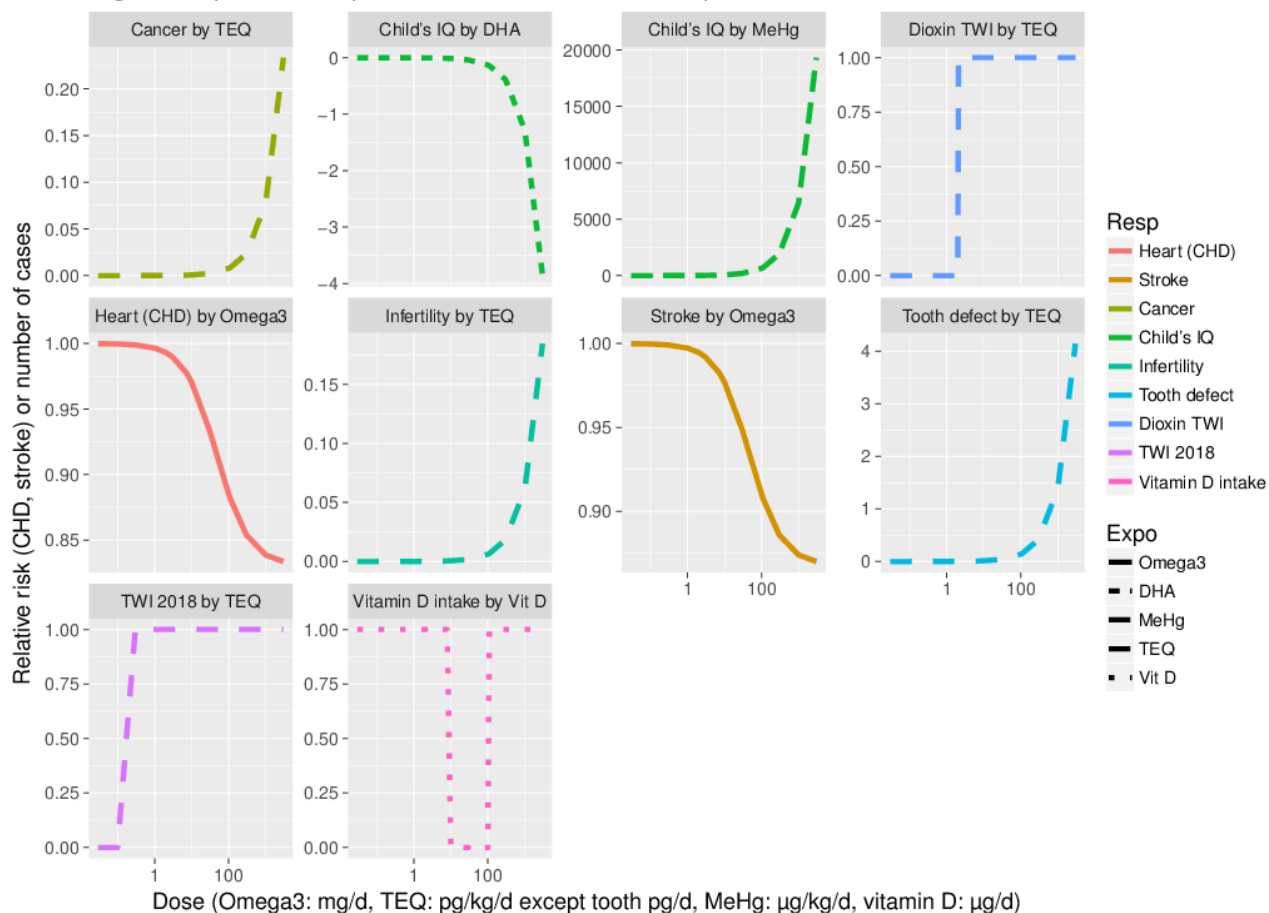 Cancer by TEQ
Child's IQ by DHA
Child's IQ by MeHg
Dioxin TWI by TEQ
0.20
0.15
0.10
0.05
0.00
0
−1
−2
−3
−4
20000
15000
10000
5000
0
1.00
0.75
0.50
0.25
0.00
Heart (CHD) by Omega3
Infertility by TEQ
Stroke by Omega3
Tooth defect by TEQ
1.00
0.95
0.90
0.85
0.15
0.10
0.05
0.00
1.00
0.95
0.90
1
100
4
3
2
1
0
1
100
TWI 2018 by TEQ
Vitamin D intake by Vit D
1.00
0.75
0.50
0.25
0.00
1
100
1.00
0.75
0.50
0.25
0.00
1
100
Relative risk (CHD, stroke) or number of cases
Dose (Omega3: mg/d, TEQ: pg/kg/d except tooth pg/d, MeHg: µg/kg/d, vitamin D: µg/d)
Resp
Heart (CHD)
Stroke
Cancer
Child's IQ
Infertility
Tooth defect
Dioxin TWI
TWI 2018
Vitamin D intake
Expo
Omega3
DHA
MeHg
TEQ
Vit D